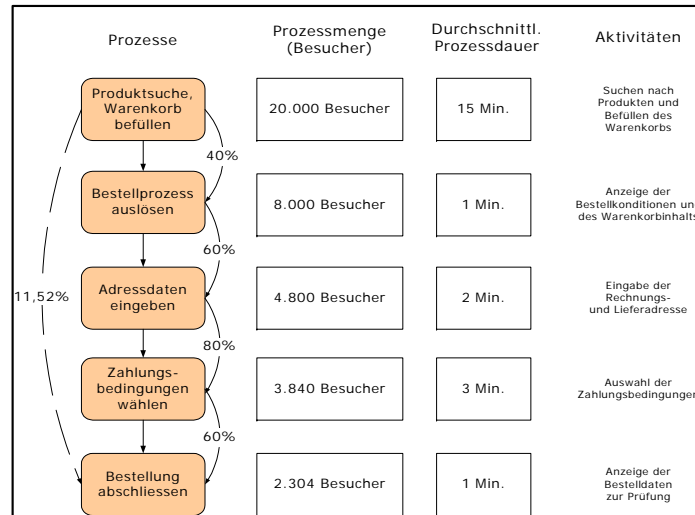 Prozesse
Prozessmenge
(Besucher)
Durchschnittl.
Prozessdauer
Aktivitäten
Produktsuche,
Warenkorb
befüllen
20.000 Besucher
15 Min.
Suchen nach
Produkten und
Befüllen des
Warenkorbs
40%
Bestellprozess
auslösen
8.000 Besucher
1 Min.
Anzeige der
Bestellkonditionen und
des Warenkorbinhalts
60%
11,52%
Adressdaten
eingeben
4.800 Besucher
2 Min.
Eingabe der
Rechnungs-
und Lieferadresse
80%
Zahlungs-
bedingungen
wählen
3.840 Besucher
3 Min.
Auswahl der
Zahlungsbedingungen
60%
Bestellung
abschliessen
2.304 Besucher
1 Min.
Anzeige der
Bestelldaten
zur Prüfung